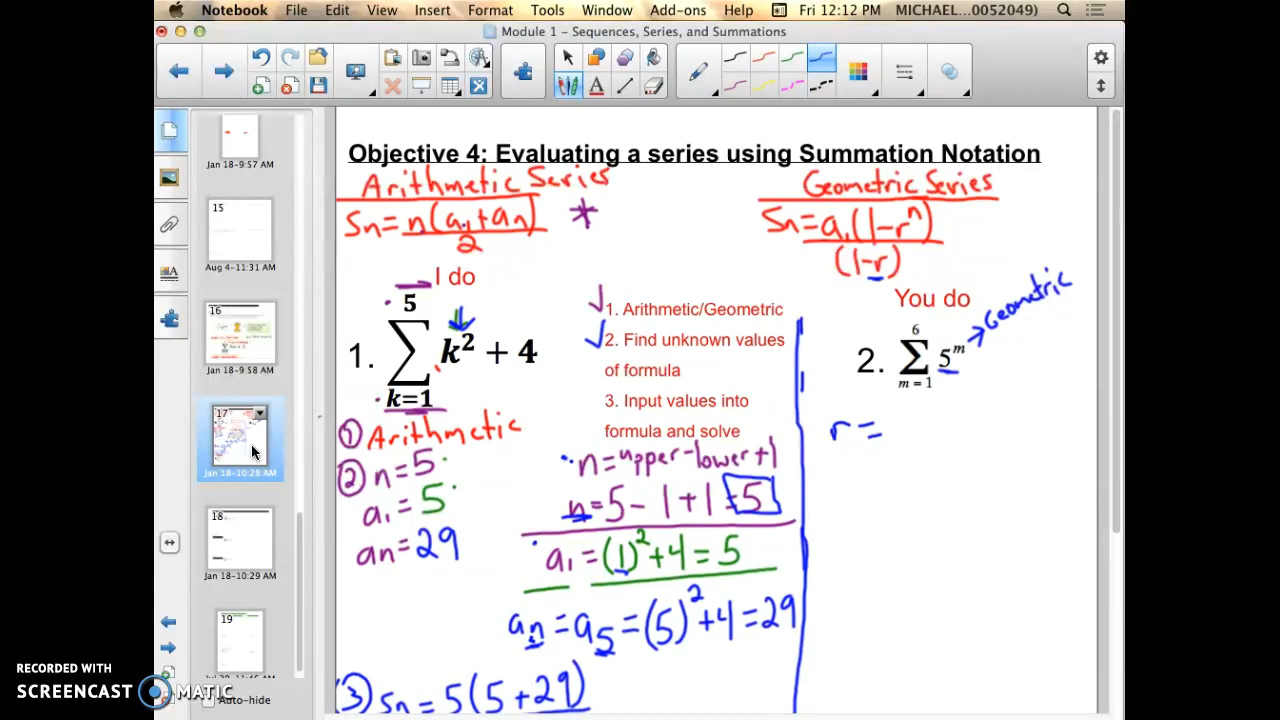 Notebook File Edit View Insert Format Tools Window Add-ons Help Fri 12:12 PM MICHAEL...0052049)
Module 1 – Sequences, Series, and Summations
Jan 18-9:57 AM
15
Aug 4-11:31 AM
16
Jan 18-9:58 AM
17
Jan 18-10:28 AM
18
Jan 18-10:29 AM
19
Auto-hide
Objective 4: Evaluating a series using Summation Notation
Arithmetic Series
Sn = n(a₁+an)/2 *
Geometric Series
Sn = a₁(1-rⁿ)/(1-r)
I do
1. 5 ∑ k=1 k² + 4
1. Arithmetic/Geometric
2. Find unknown values
of formula
3. Input values into
formula and solve
① Arithmetic
② n = 5
a₁ = 5
an = 29
n = upper-lower+1
n = 5 - 1 + 1 = 5
a₁ = (1)² + 4 = 5
an = a₅ = (5)² + 4 = 29
③ Sn = 5(5+29)
You do
2. 6 ∑ m = 1 5ᵐ → Geometric
r =
RECORDED WITH
SCREENCAST MATIC